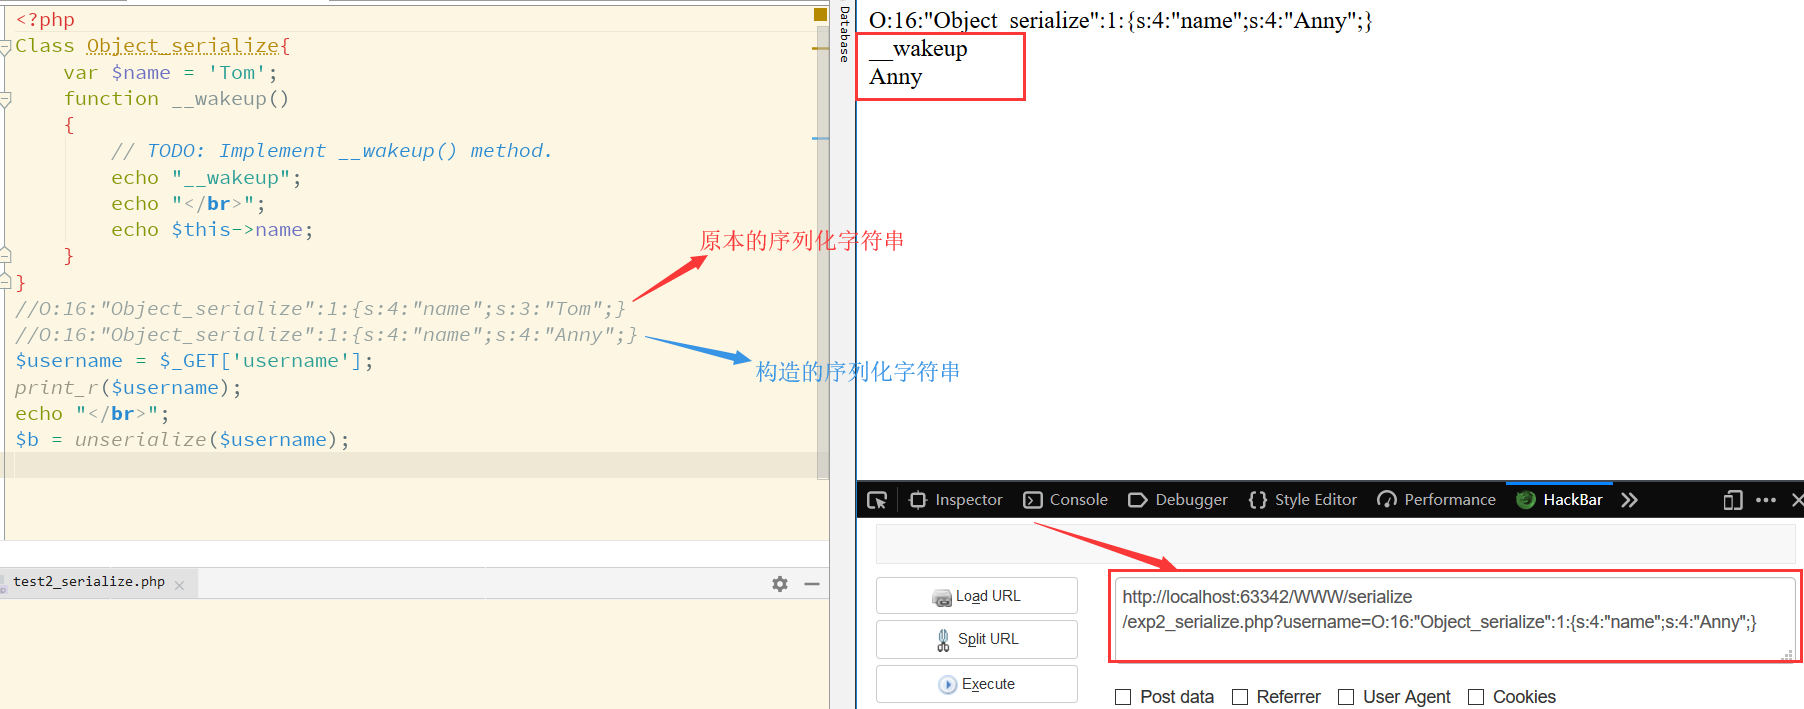 <?php
Class Object_serialize{
var $name = 'Tom';
function __wakeup()
{
// TODO: Implement __wakeup() method.
echo "__wakeup";
echo "</br>";
echo $this->name;
}
}
//O:16:"Object_serialize":1:{s:4:"name";s:3:"Tom";}
//O:16:"Object_serialize":1:{s:4:"name";s:4:"Anny";}
$username = $_GET['username'];
print_r($username);
echo "</br>";
$b = unserialize($username);
原本的序列化字符串
构造的序列化字符串
test2_serialize.php
Database
O:16:"Object_serialize":1:{s:4:"name";s:4:"Anny";}
__wakeup
Anny
Inspector
Console
Debugger
Style Editor
Performance
HackBar
Load URL
Split URL
Execute
http://localhost:63342/WWW/serialize
/exp2_serialize.php?username=O:16:"Object_serialize":1:{s:4:"name";s:4:"Anny";}
Post data
Referrer
User Agent
Cookies